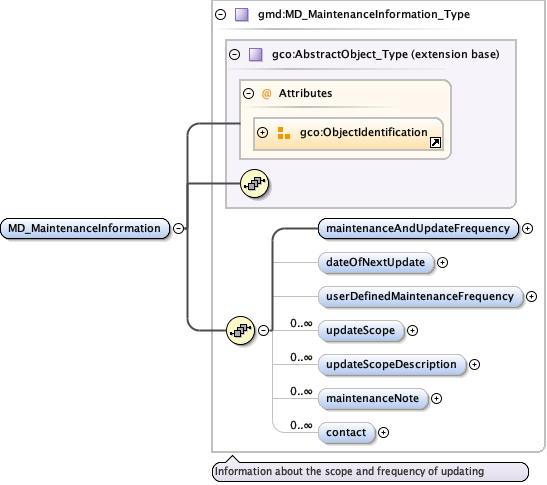 gmd:MD_MaintenanceInformation_Type
gco:AbstractObject_Type (extension base)
@ Attributes
gco:ObjectIdentification
MD_MaintenanceInformation
maintenanceAndUpdateFrequency
dateOfNextUpdate
userDefinedMaintenanceFrequency
0..∞
updateScope
0..∞
updateScopeDescription
0..∞
maintenanceNote
0..∞
contact
Information about the scope and frequency of updating